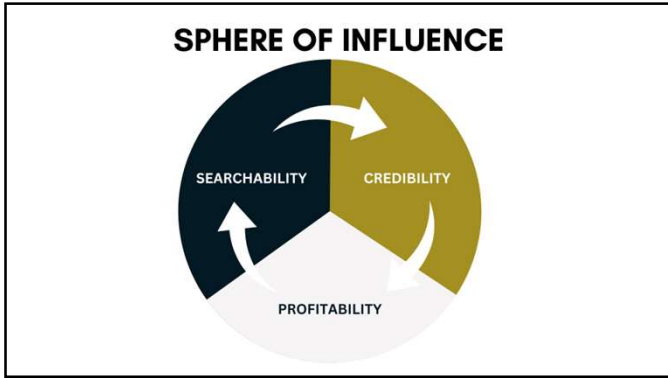 SPHERE OF INFLUENCE
SEARCHABILITY
CREDIBILITY
PROFITABILITY